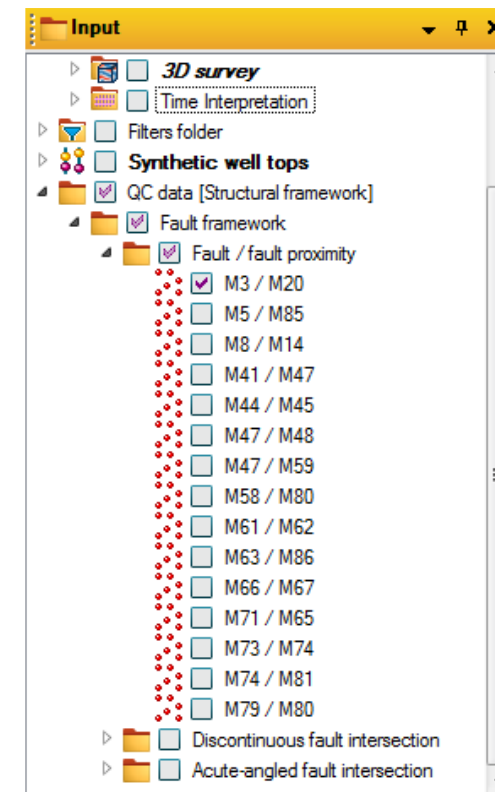 Input
3D survey
Time Interpretation
Filters folder
Synthetic well tops
QC data [Structural framework]
Fault framework
Fault / fault proximity
M3 / M20
M5 / M85
M8 / M14
M41 / M47
M44 / M45
M47 / M48
M47 / M59
M58 / M80
M61 / M62
M63 / M86
M66 / M67
M71 / M65
M73 / M74
M74 / M81
M79 / M80
Discontinuous fault intersection
Acute-angled fault intersection